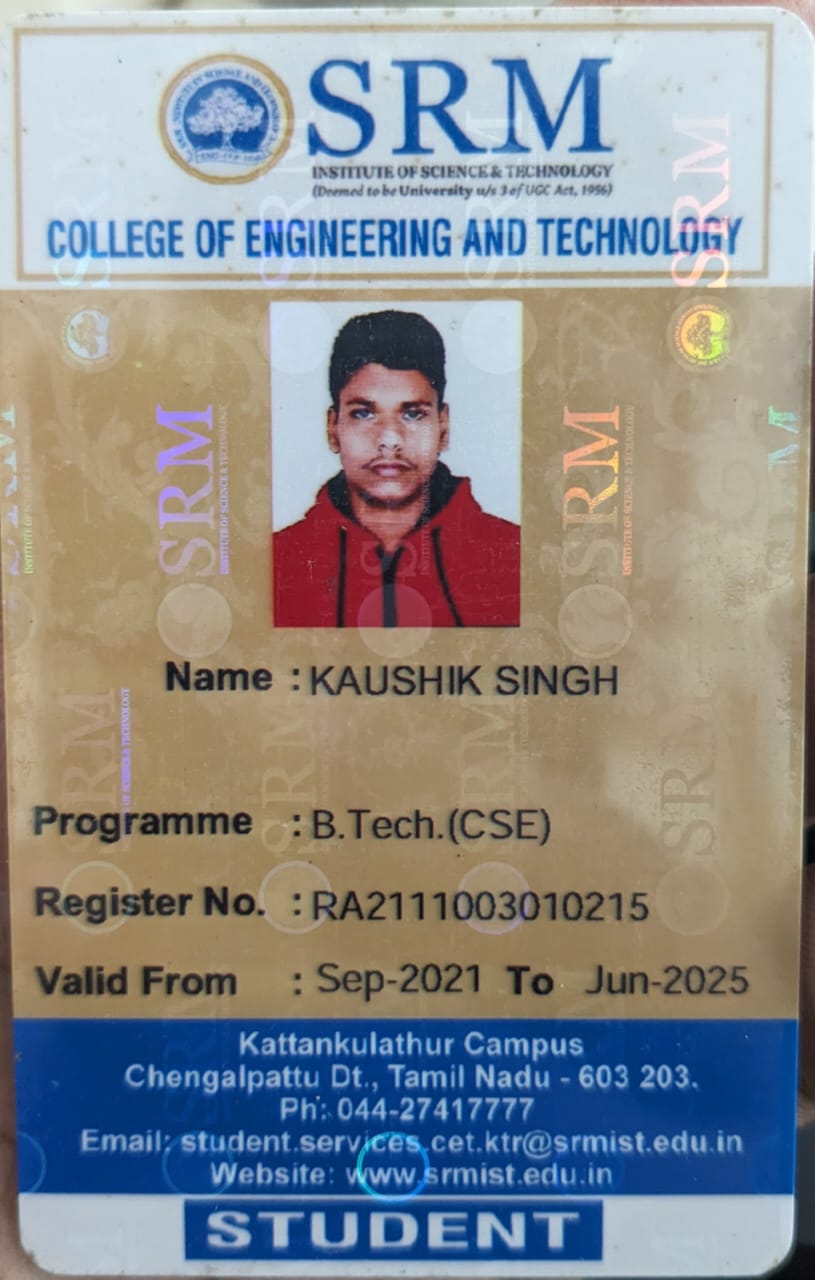 SRM
INSTITUTE OF SCIENCE & TECHNOLOGY
(Deemed to be University u/s 3 of UGC Act, 1956)
COLLEGE OF ENGINEERING AND TECHNOLOGY
Name : KAUSHIK SINGH
Programme : B.Tech.(CSE)
Register No. : RA2111003010215
Valid From : Sep-2021 To Jun-2025
Kattankulathur Campus
Chengalpattu Dt., Tamil Nadu - 603 203.
Ph: 044-27417777
Email: student.services.cet.ktr@srmist.edu.in
Website: www.srmist.edu.in
STUDENT